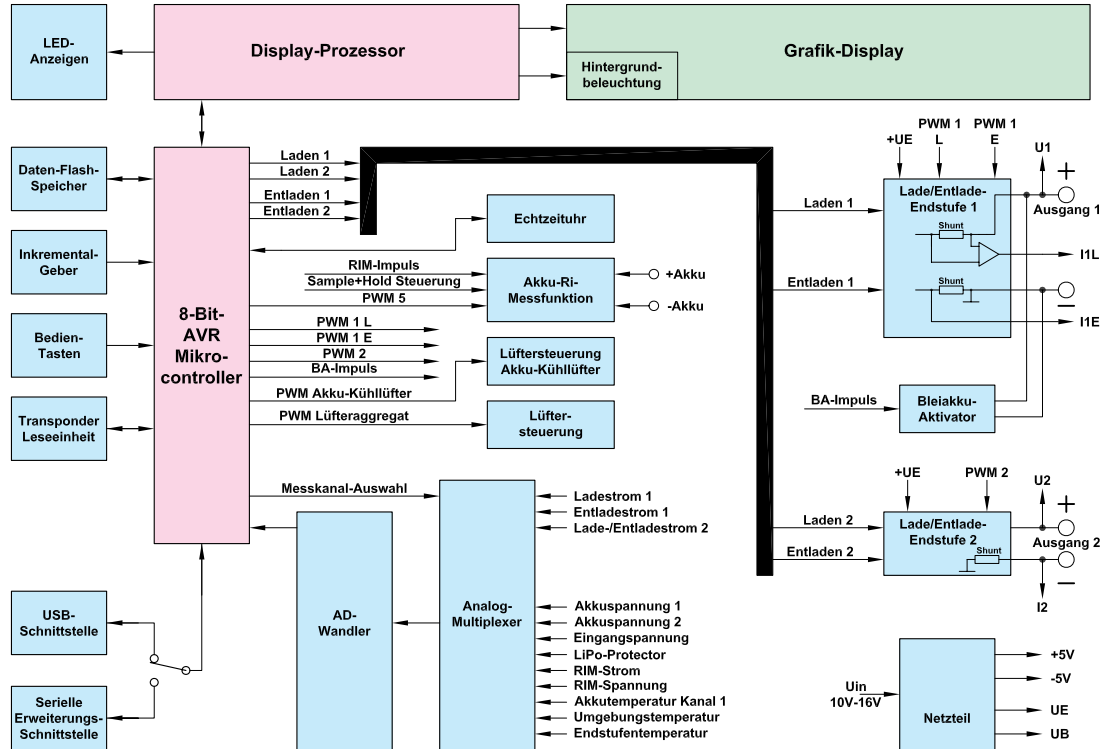 LED-
Anzeigen
Display-Prozessor
Grafik-Display
Hintergrund-
beleuchtung
Daten-Flash-
Speicher
Inkremental-
Geber
Bedien-
Tasten
Transponder
Leseeinheit
8-Bit-
AVR
Mikro-
controller
Laden 1
Laden 2
Entladen 1
Entladen 2
Echtzeituhr
RIM-Impuls
Sample+Hold Steuerung
PWM 5
Akku-Ri-
Messfunktion
+Akku
-Akku
PWM 1 L
PWM 1 E
PWM 2
BA-Impuls
PWM Akku-Kühllüfter
Lüftersteuerung
Akku-Kühllüfter
PWM Lüfteraggregat
Lüfter-
steuerung
+UE
PWM 1
L
PWM 1
E
U1
+
Lade/Entlade-
Endstufe 1
Ausgang 1
Laden 1
Shunt
I1L
Entladen 1
Shunt
–
I1E
BA-Impuls
Bleiakku-
Aktivator
Messkanal-Auswahl
AD-
Wandler
Analog-
Multiplexer
Ladestrom 1
Entladestrom 1
Lade-/Entladestrom 2
Akkuspannung 1
Akkuspannung 2
Eingangspannung
LiPo-Protector
RIM-Strom
RIM-Spannung
Akkutemperatur Kanal 1
Umgebungstemperatur
Endstufentemperatur
+UE
PWM 2
U2
+
Laden 2
Lade/Entlade-
Endstufe 2
Ausgang 2
Entladen 2
Shunt
–
I2
USB-
Schnittstelle
Serielle
Erweiterungs-
Schnittstelle
Uin
10V-16V
Netzteil
+5V
-5V
UE
UB